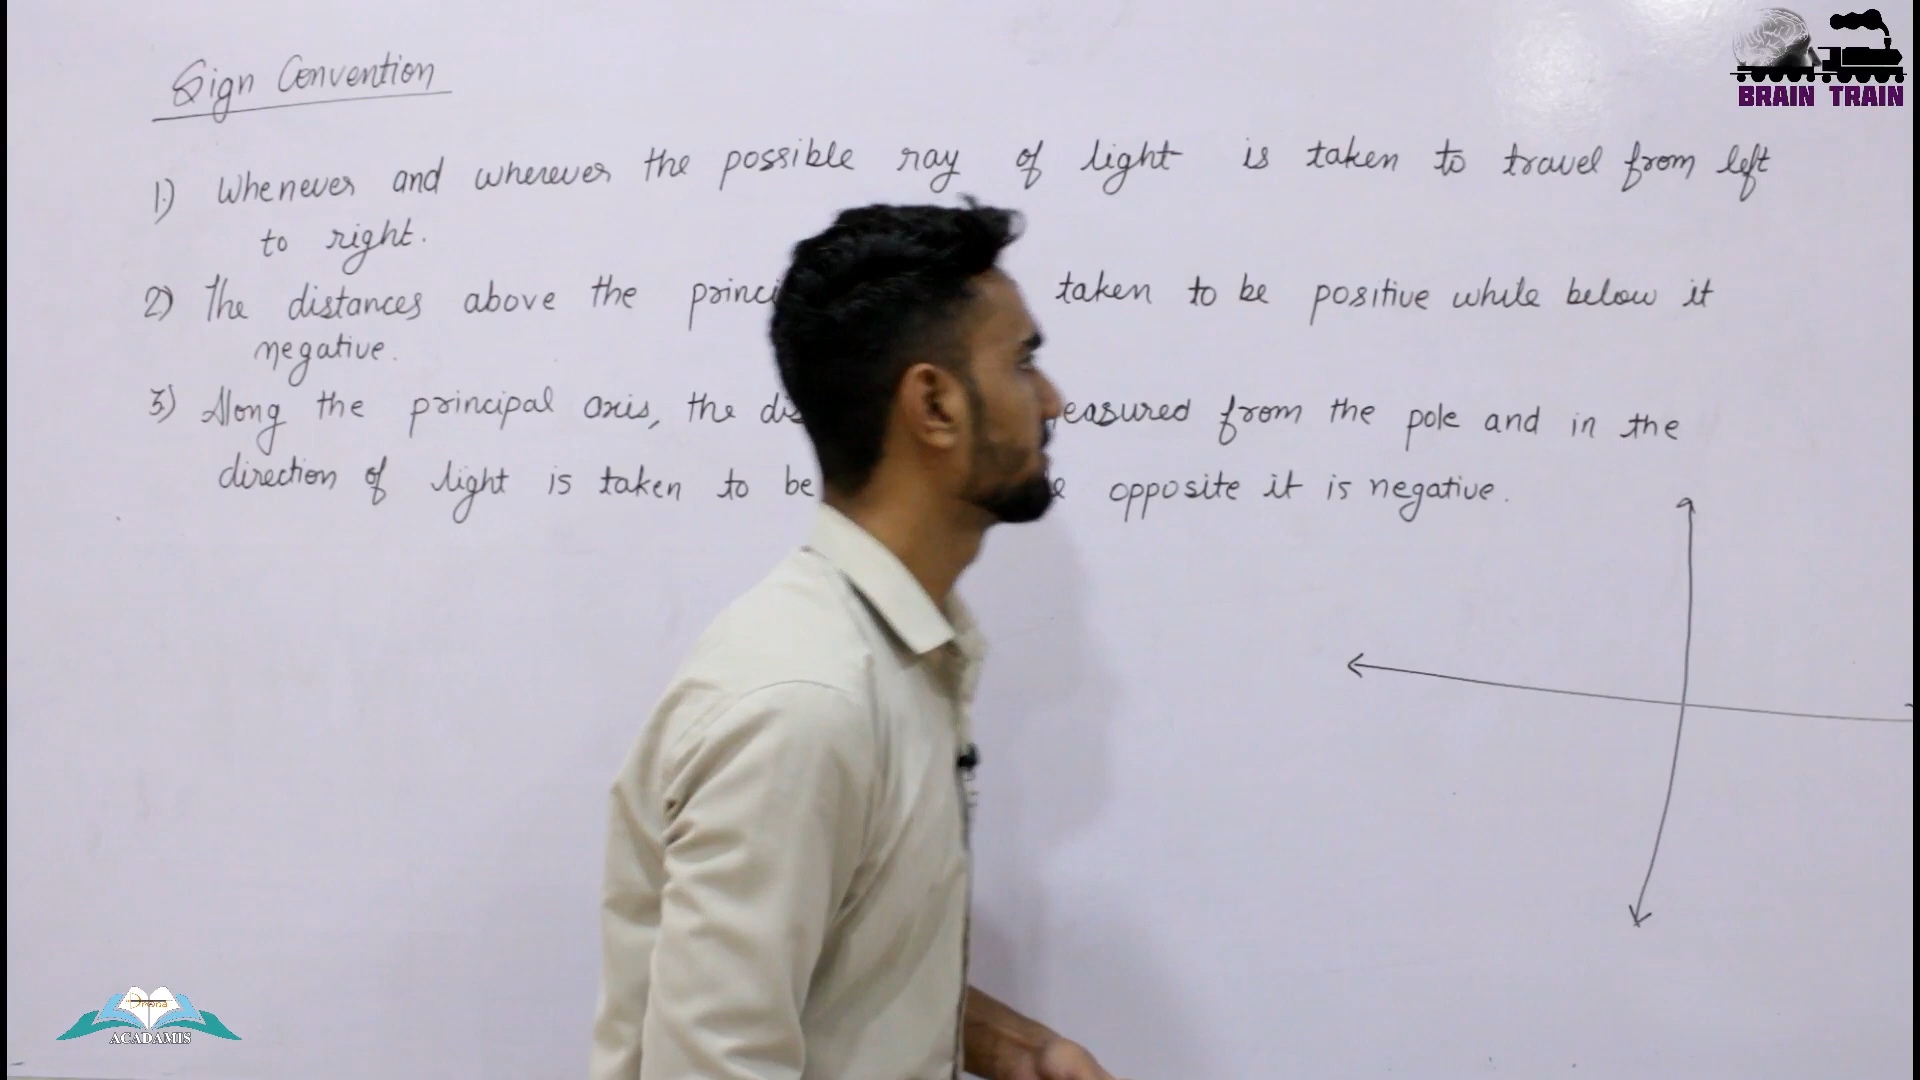 Sign Convention
BRAIN TRAIN
1.) Whenever and wherever the possible ray of light is taken to travel from left
to right.
2) The distances above the taken to be positive while below it
negative.
3.) Along the principal axis, the from the pole and in the
direction of light is taken to be opposite it is negative.
ACADAMIS